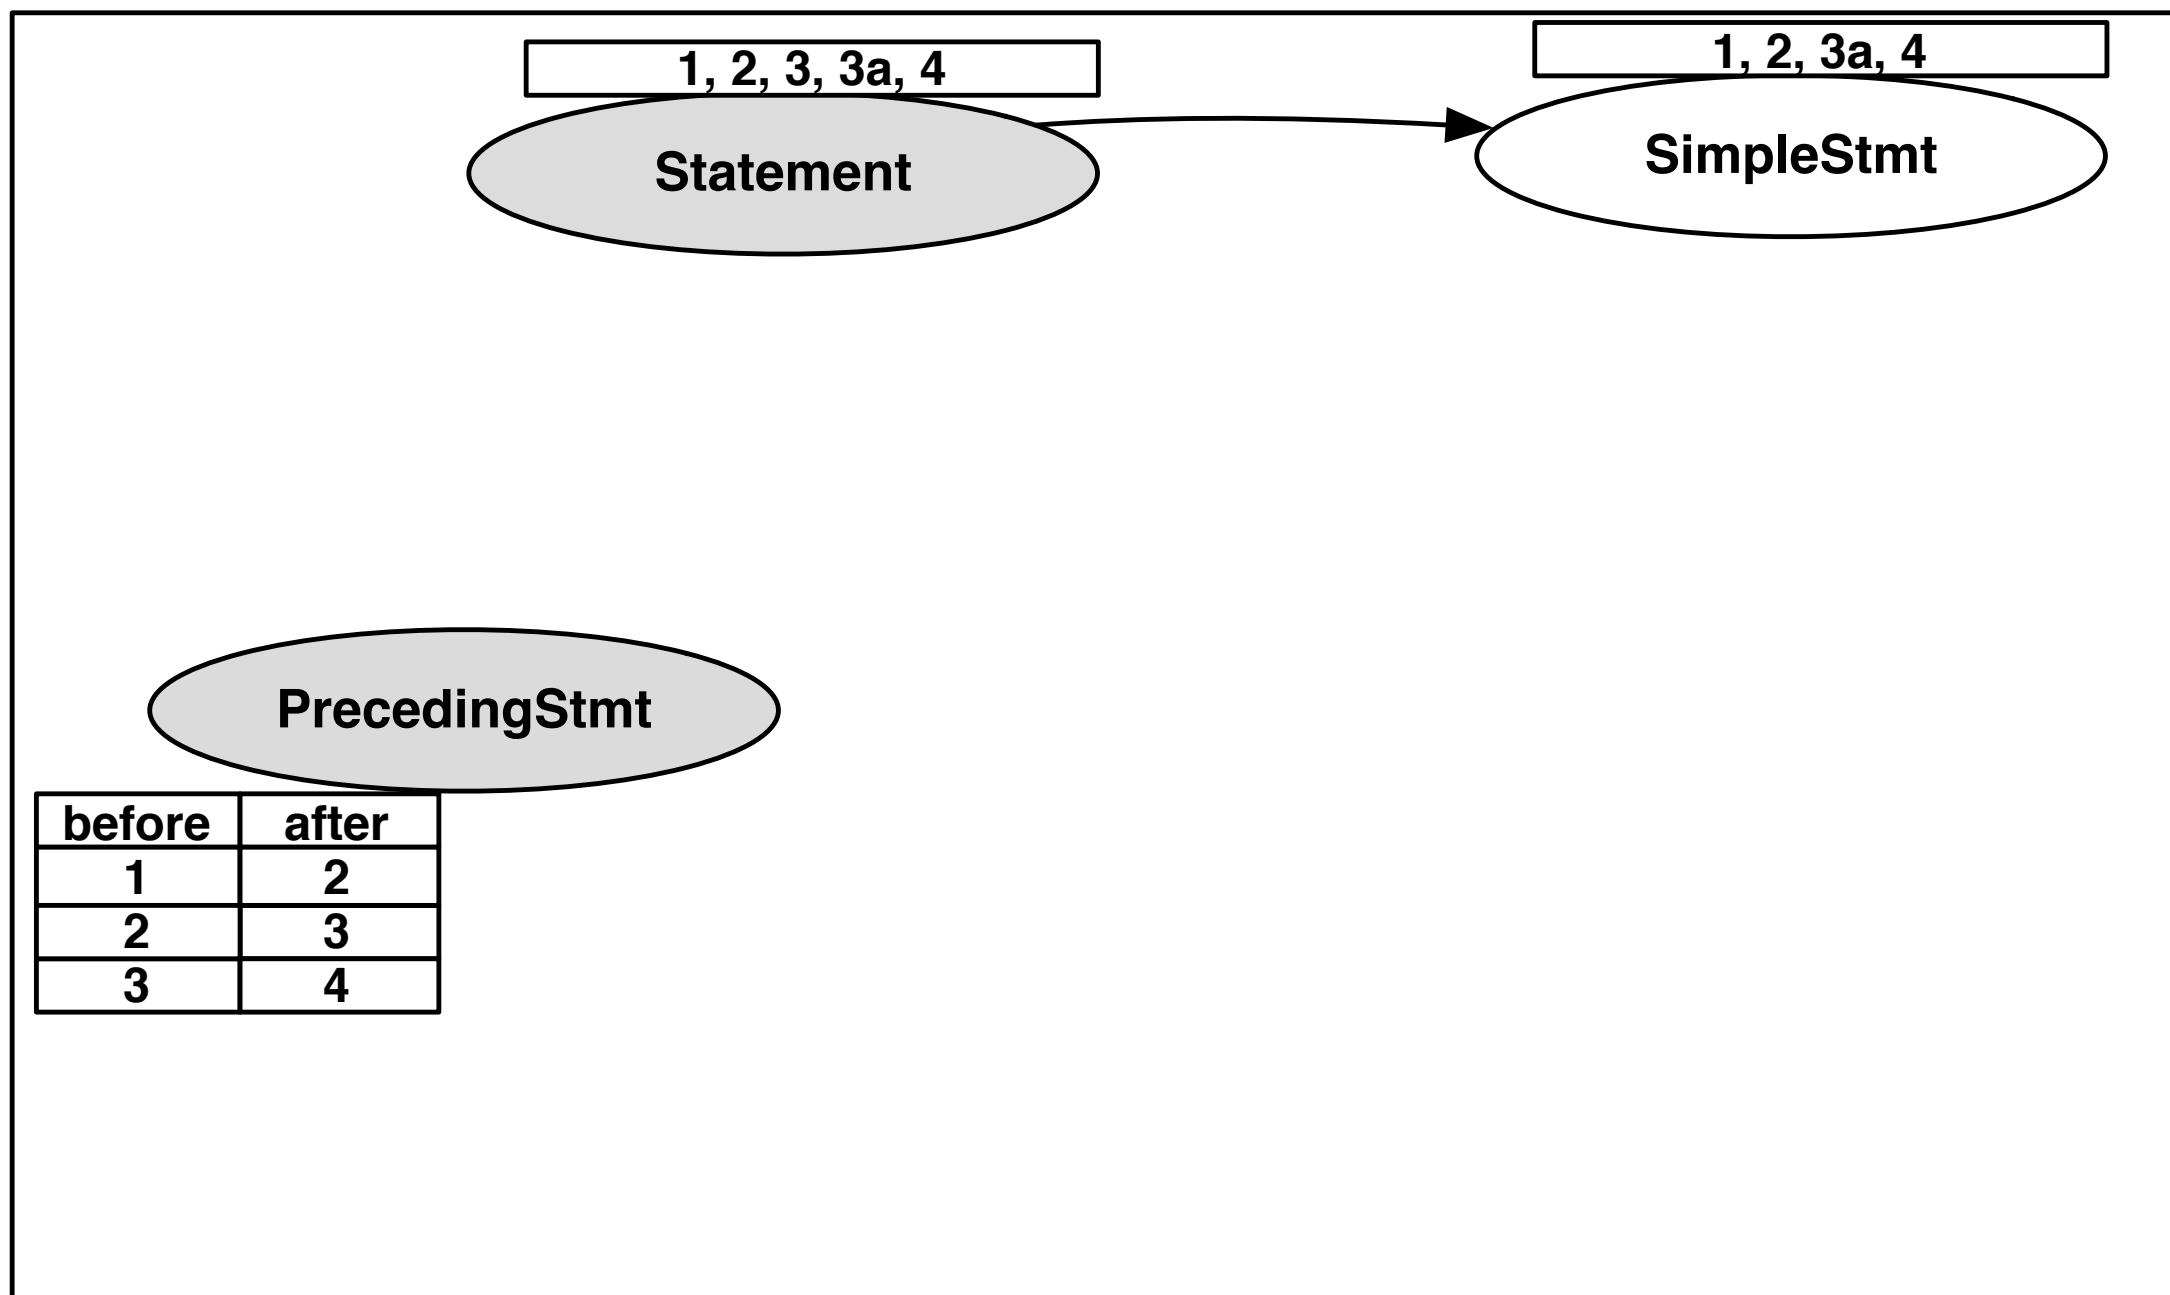 1, 2, 3, 3a, 4
1, 2, 3a, 4
Statement
SimpleStmt
PrecedingStmt
before after
1 2
2 3
3 4